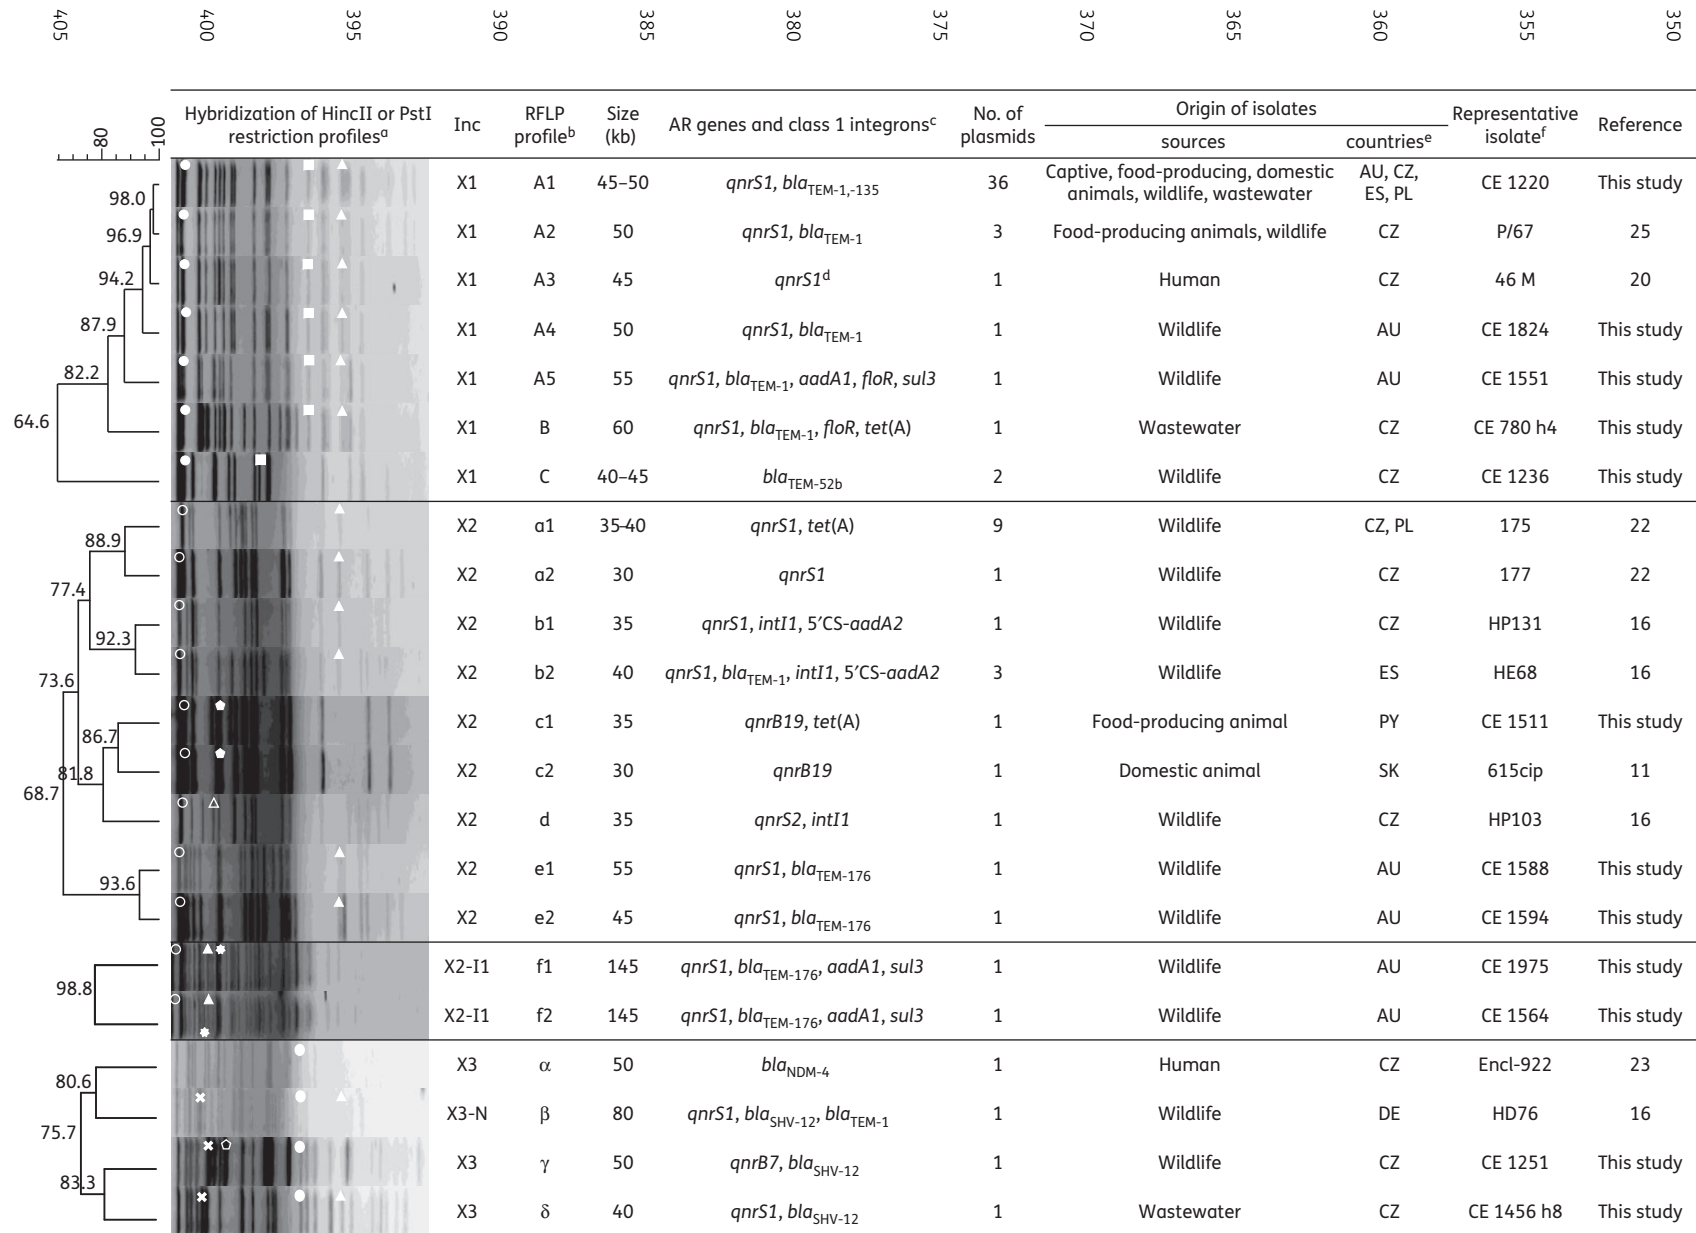 405 400 395 390 385 380 375 370 365 360 355 350
80 100
Hybridization of HincII or PstI restriction profilesᵃ Inc RFLP profileᵇ Size (kb) AR genes and class 1 integronsᶜ No. of plasmids Origin of isolates sources countriesᵉ Representative isolateᶠ Reference
X1 A1 45–50 qnrS1, blaTEM-1,-135 36 Captive, food-producing, domestic animals, wildlife, wastewater AU, CZ, ES, PL CE 1220 This study
98.0
X1 A2 50 qnrS1, blaTEM-1 3 Food-producing animals, wildlife CZ P/67 25
96.9
X1 A3 45 qnrS1ᵈ 1 Human CZ 46 M 20
94.2
X1 A4 50 qnrS1, blaTEM-1 1 Wildlife AU CE 1824 This study
87.9
X1 A5 55 qnrS1, blaTEM-1, aadA1, floR, sul3 1 Wildlife AU CE 1551 This study
82.2
64.6
X1 B 60 qnrS1, blaTEM-1, floR, tet(A) 1 Wastewater CZ CE 780 h4 This study
X1 C 40–45 blaTEM-52b 2 Wildlife CZ CE 1236 This study
X2 a1 35-40 qnrS1, tet(A) 9 Wildlife CZ, PL 175 22
88.9
X2 a2 30 qnrS1 1 Wildlife CZ 177 22
77.4
X2 b1 35 qnrS1, intI1, 5′CS-aadA2 1 Wildlife CZ HP131 16
92.3
X2 b2 40 qnrS1, blaTEM-1, intI1, 5′CS-aadA2 3 Wildlife ES HE68 16
73.6
X2 c1 35 qnrB19, tet(A) 1 Food-producing animal PY CE 1511 This study
86.7
X2 c2 30 qnrB19 1 Domestic animal SK 615cip 11
81.8
68.7
X2 d 35 qnrS2, intI1 1 Wildlife CZ HP103 16
X2 e1 55 qnrS1, blaTEM-176 1 Wildlife AU CE 1588 This study
93.6
X2 e2 45 qnrS1, blaTEM-176 1 Wildlife AU CE 1594 This study
X2-I1 f1 145 qnrS1, blaTEM-176, aadA1, sul3 1 Wildlife AU CE 1975 This study
98.8
X2-I1 f2 145 qnrS1, blaTEM-176, aadA1, sul3 1 Wildlife AU CE 1564 This study
X3 α 50 blaNDM-4 1 Human CZ Encl-922 23
80.6
X3-N β 80 qnrS1, blaSHV-12, blaTEM-1 1 Wildlife DE HD76 16
75.7
X3 γ 50 qnrB7, blaSHV-12 1 Wildlife CZ CE 1251 This study
83.3
X3 δ 40 qnrS1, blaSHV-12 1 Wastewater CZ CE 1456 h8 This study